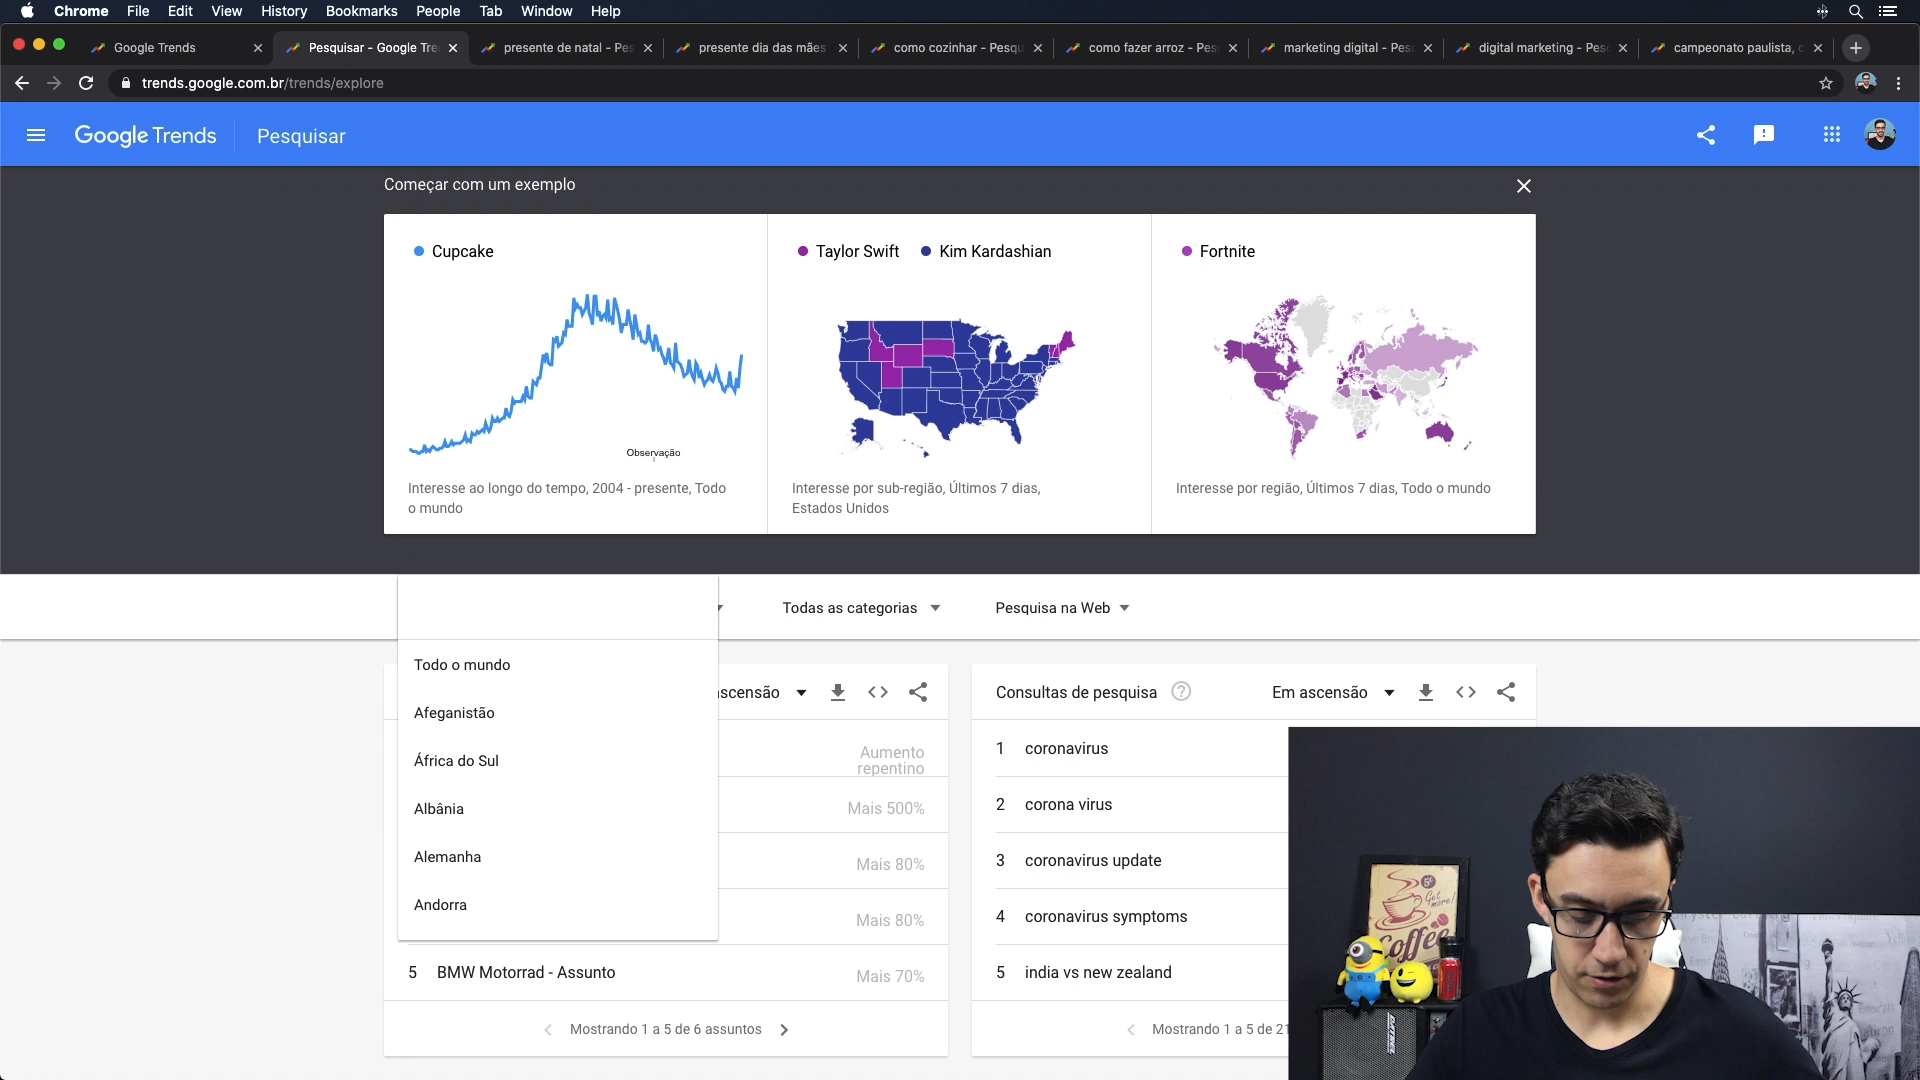 Chrome File Edit View History Bookmarks People Tab Window Help
Google Trends
Pesquisar - Google Tre
presente de natal - Pes
presente dia das mães
como cozinhar - Pesqu
como fazer arroz - Pes
marketing digital - Pesc
digital marketing - Pesc
campeonato paulista, c
trends.google.com.br/trends/explore
Google Trends Pesquisar
Começar com um exemplo
Cupcake
Observação
Interesse ao longo do tempo, 2004 - presente, Todo
o mundo
Taylor Swift Kim Kardashian
Interesse por sub-região, Últimos 7 dias,
Estados Unidos
Fortnite
Interesse por região, Últimos 7 dias, Todo o mundo
Todas as categorias
Pesquisa na Web
Todo o mundo
Afeganistão
África do Sul
Albânia
Alemanha
Andorra
scensão
Aumento
repentino
Mais 500%
Mais 80%
Mais 80%
5 BMW Motorrad - Assunto Mais 70%
Mostrando 1 a 5 de 6 assuntos
Consultas de pesquisa ? Em ascensão
1 coronavirus
2 corona virus
3 coronavirus update
4 coronavirus symptoms
5 india vs new zealand
Mostrando 1 a 5 de 21
5¢
Get
more!
Coffee